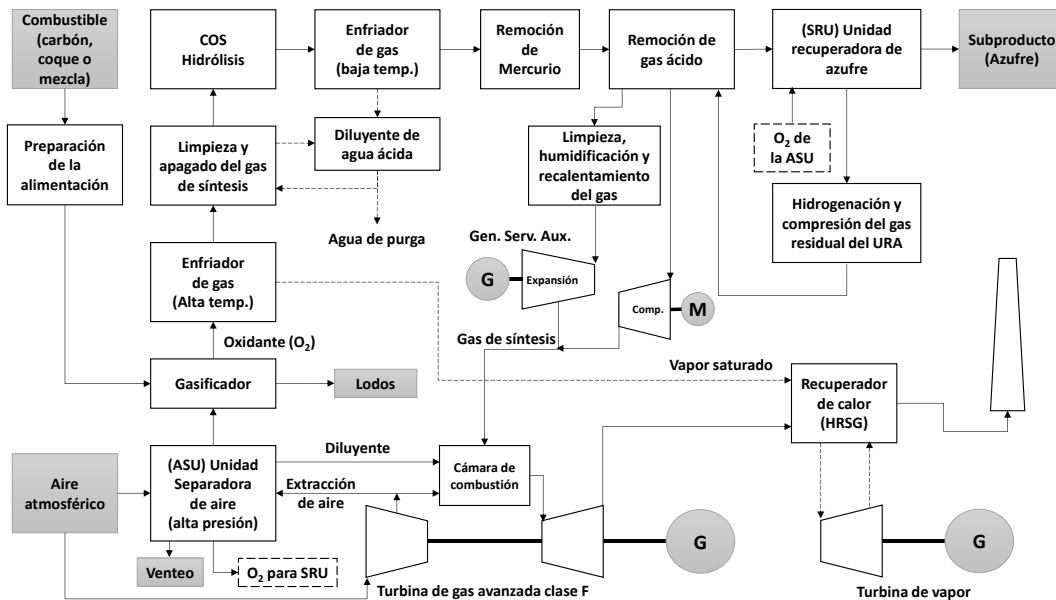 Combustible
(carbón,
coque o
mezcla)
COS
Hidrólisis
Enfriador
de gas
(baja temp.)
Remoción
de
Mercurio
Remoción de
gas ácido
(SRU) Unidad
recuperadora de
azufre
Subproducto
(Azufre)
Preparación
de la
alimentación
Limpieza y
apagado del gas
de síntesis
Diluyente de
agua ácida
Limpieza,
humidificación y
recalentamiento
del gas
O₂ de
la ASU
Hidrogenación y
compresión del gas
residual del URA
Agua de purga
Gen. Serv. Aux.
Enfriador
de gas
(Alta temp.)
G
Expansión
Comp.
M
Oxidante (O₂)
Gas de síntesis
Vapor saturado
Gasificador
Lodos
Recuperador
de calor
(HRSG)
Aire
atmosférico
(ASU) Unidad
Separadora
de aire
(alta presión)
Diluyente
Extracción
de aire
Cámara de
combustión
G
G
Venteo
O₂ para SRU
Turbina de gas avanzada clase F
Turbina de vapor